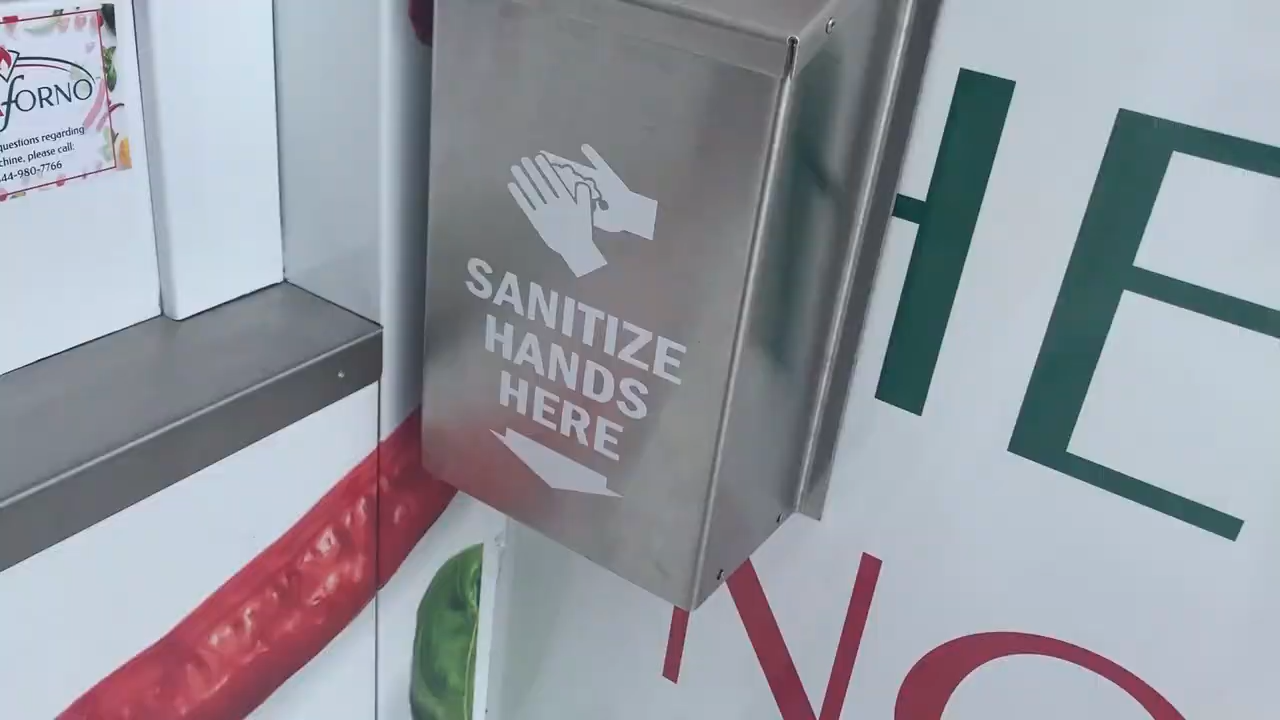 fORNO
questions regarding
chine, please call:
44-980-7766
SANITIZE
HANDS
HERE
HE
NO